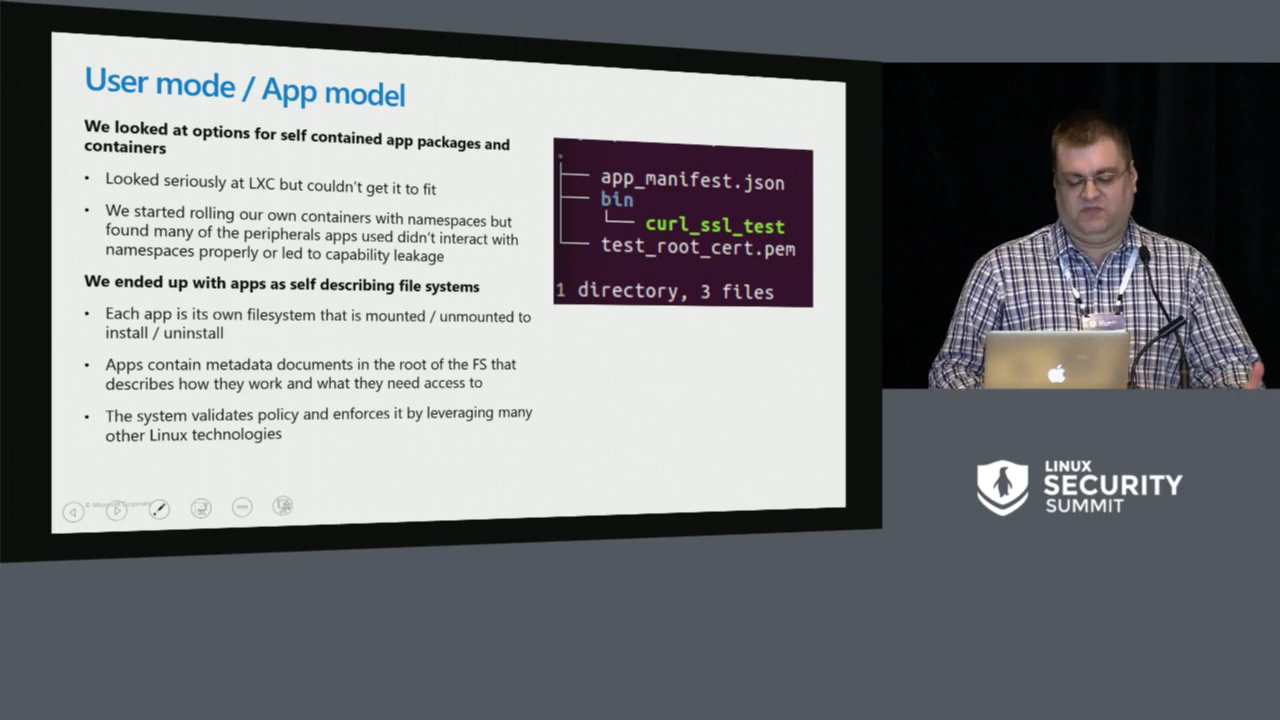 User mode / App model
We looked at options for self contained app packages and
containers
• Looked seriously at LXC but couldn't get it to fit
• We started rolling our own containers with namespaces but
found many of the peripherals apps used didn't interact with
namespaces properly or led to capability leakage
We ended up with apps as self describing file systems
• Each app is its own filesystem that is mounted / unmounted to
install / uninstall
• Apps contain metadata documents in the root of the FS that
describes how they work and what they need access to
• The system validates policy and enforces it by leveraging many
other Linux technologies
app_manifest.json
bin
curl_ssl_test
test_root_cert.pem
1 directory, 3 files
LINUX
SECURITY
SUMMIT